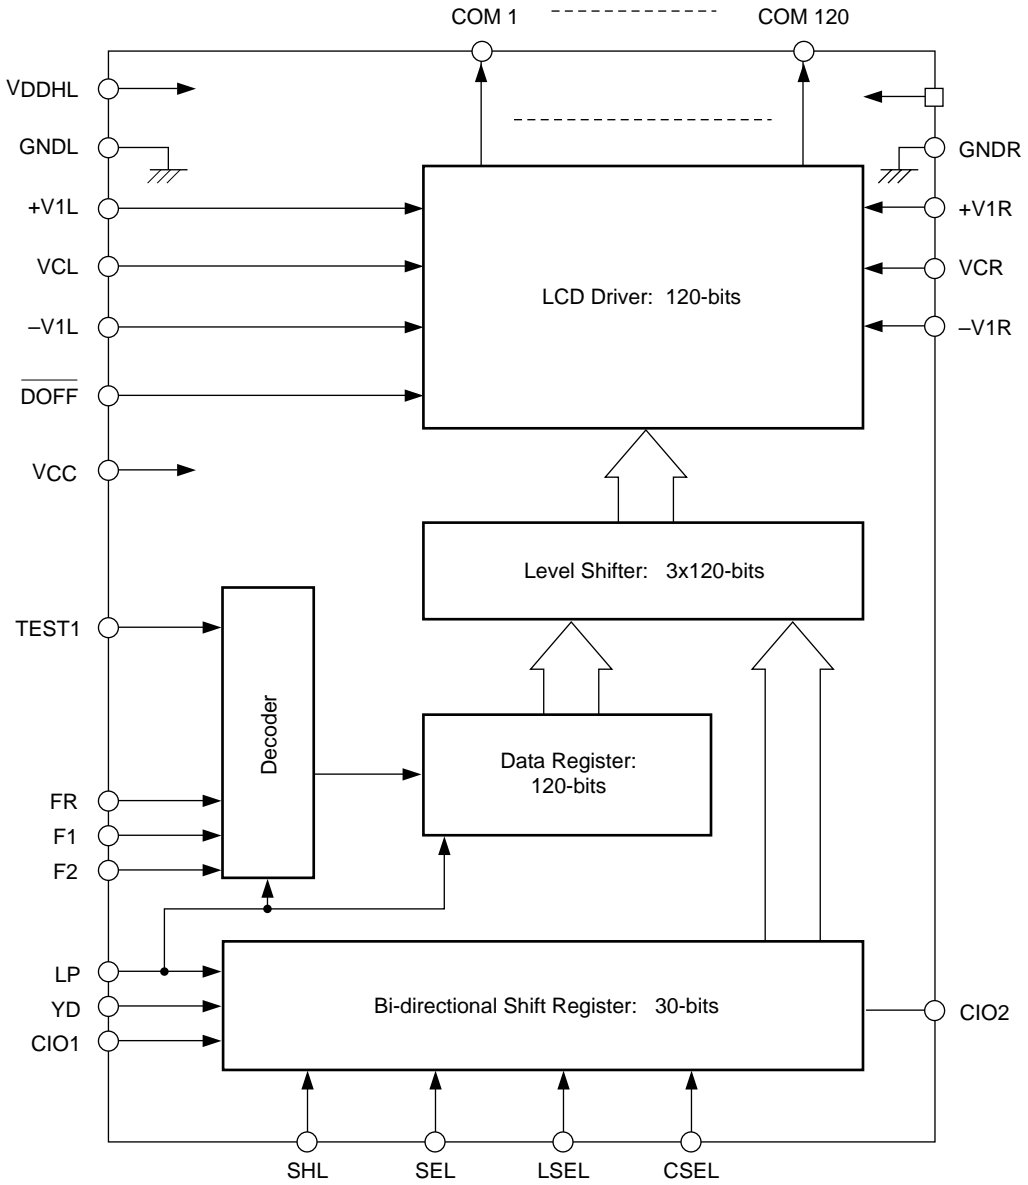 COM 1
COM 120
VDDHL
GNDL
GNDR
+V1L
+V1R
VCL
VCR
LCD Driver: 120-bits
–V1L
–V1R
DOFF
VCC
Level Shifter: 3x120-bits
TEST1
Decoder
Data Register:
120-bits
FR
F1
F2
LP
YD
Bi-directional Shift Register: 30-bits
CIO2
CIO1
SHL
SEL
LSEL
CSEL